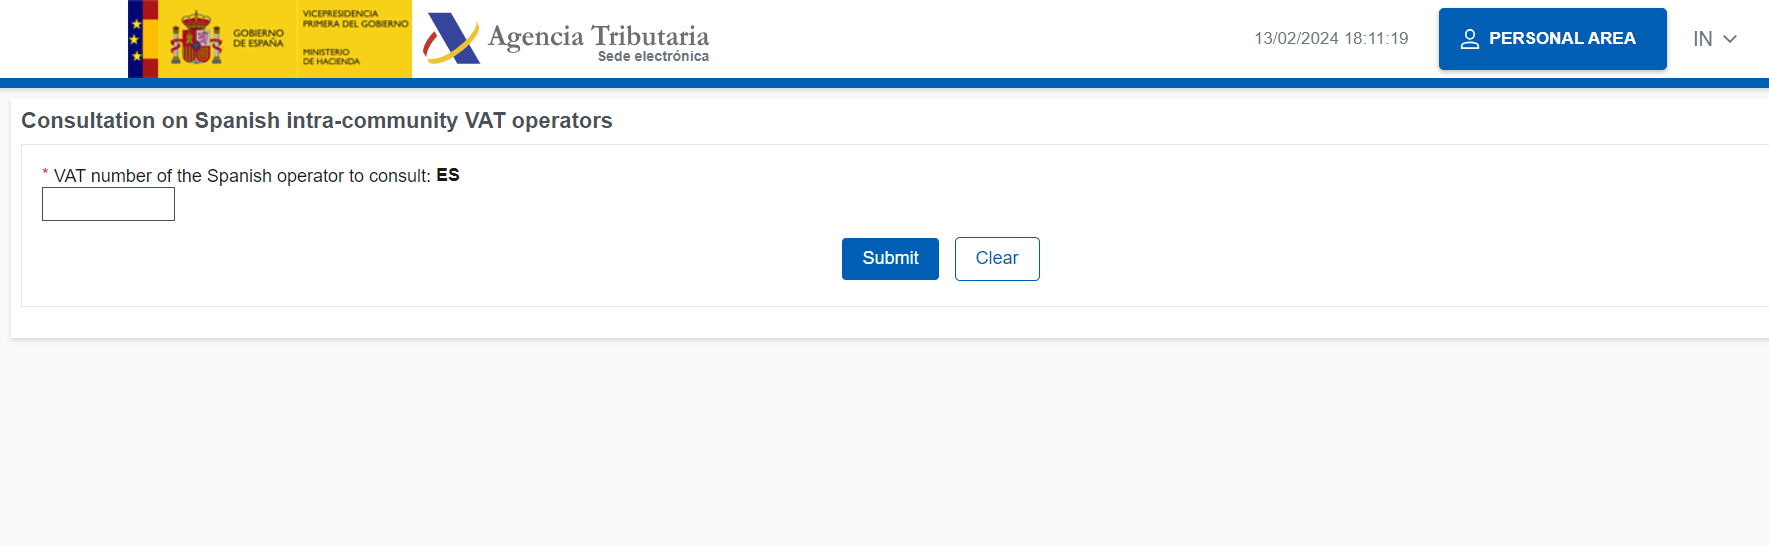 GOBIERNO
DE ESPAÑA
VICEPRESIDENCIA
PRIMERA DEL GOBIERNO
MINISTERIO
DE HACIENDA
Agencia Tributaria
Sede electrónica
13/02/2024 18:11:19
PERSONAL AREA
IN
Consultation on Spanish intra-community VAT operators
* VAT number of the Spanish operator to consult: ES
Submit
Clear